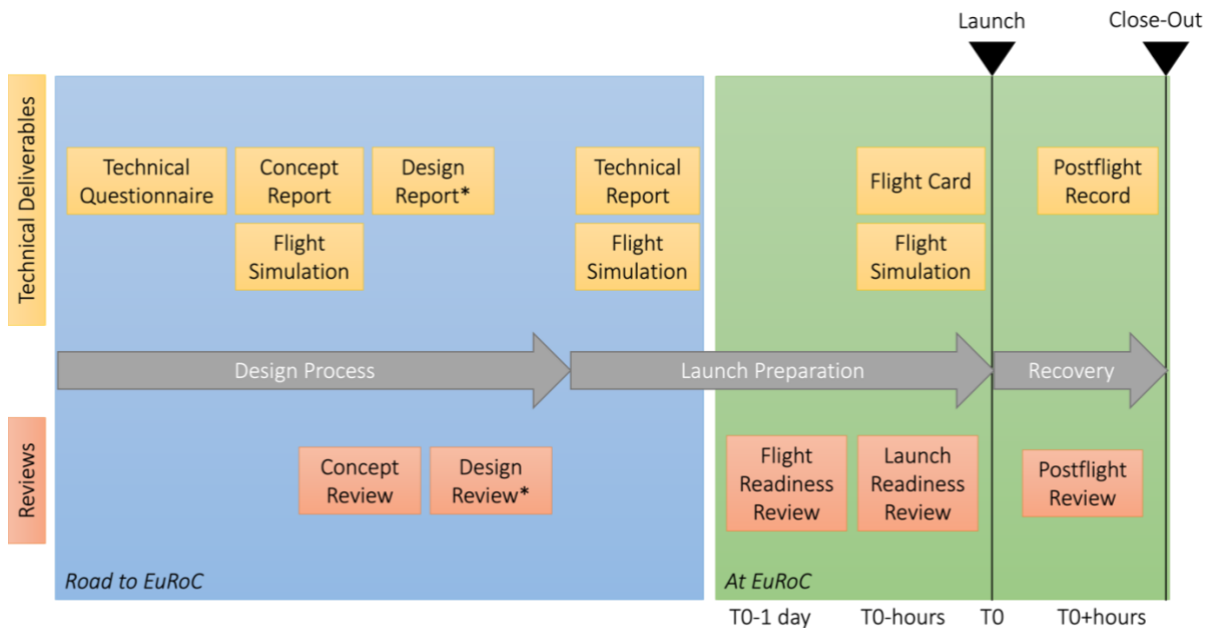 Launch
Close-Out
Technical Deliverables
Technical
Questionnaire
Concept
Report
Design
Report*
Technical
Report
Flight Card
Postflight
Record
Flight
Simulation
Flight
Simulation
Flight
Simulation
Design Process
Launch Preparation
Recovery
Reviews
Concept
Review
Design
Review*
Flight
Readiness
Review
Launch
Readiness
Review
Postflight
Review
Road to EuRoC
At EuRoC
T0-1 day
T0-hours
T0
T0+hours